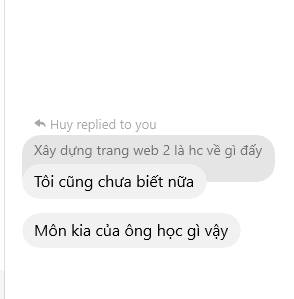 Huy replied to you
Xây dựng trang web 2 là hc về gì đấy
Tôi cũng chưa biết nữa
Môn kia của ông học gì vậy